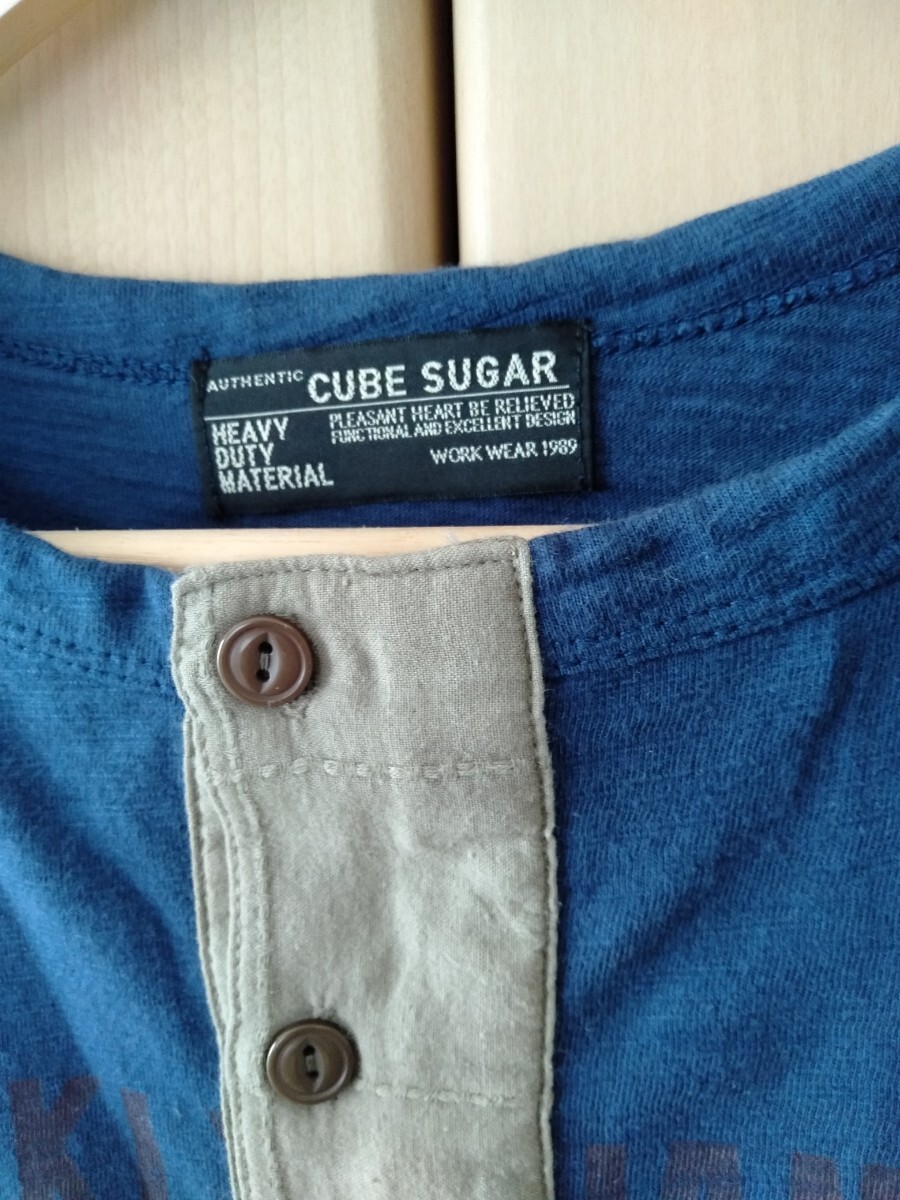 AUTHENTIC CUBE SUGAR
HEAVY
DUTY
MATERIAL
PLEASANT HEART BE RELIEVED
FUNCTIONAL AND EXCELLENT DESIGN
WORK WEAR 1989